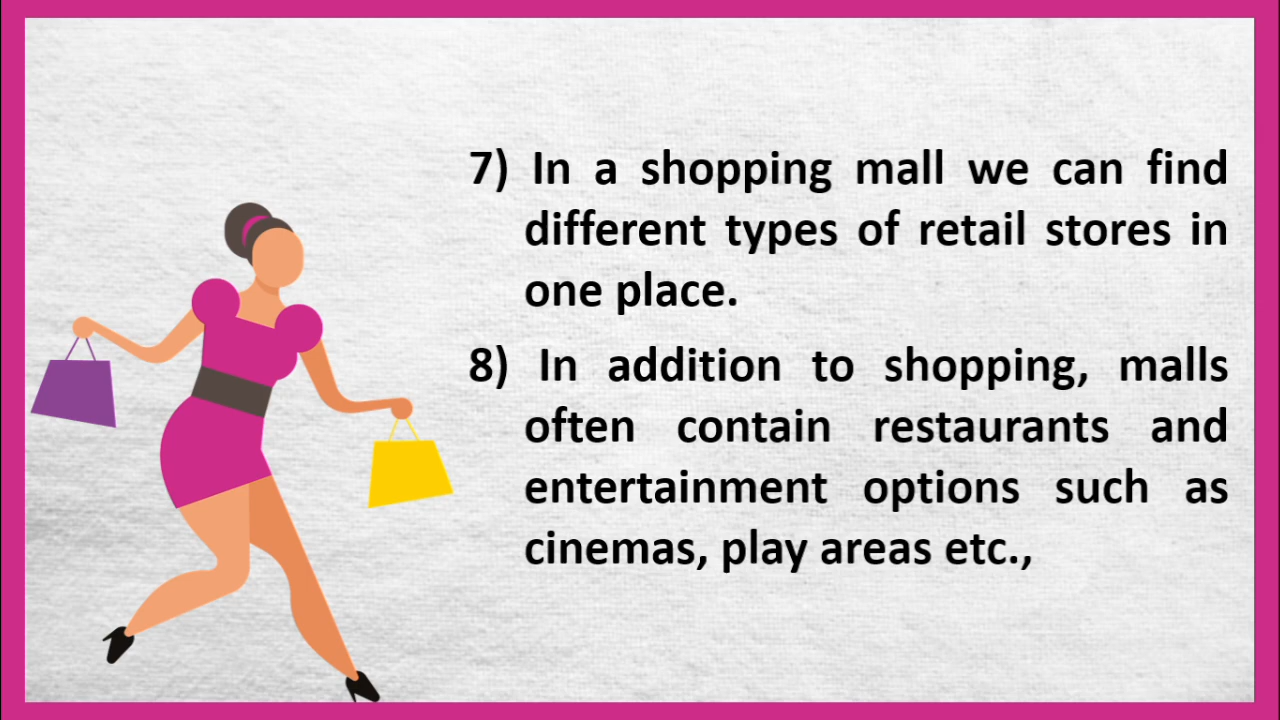 7) In a shopping mall we can find
different types of retail stores in
one place.
8) In addition to shopping, malls
often contain restaurants and
entertainment options such as
cinemas, play areas etc.,